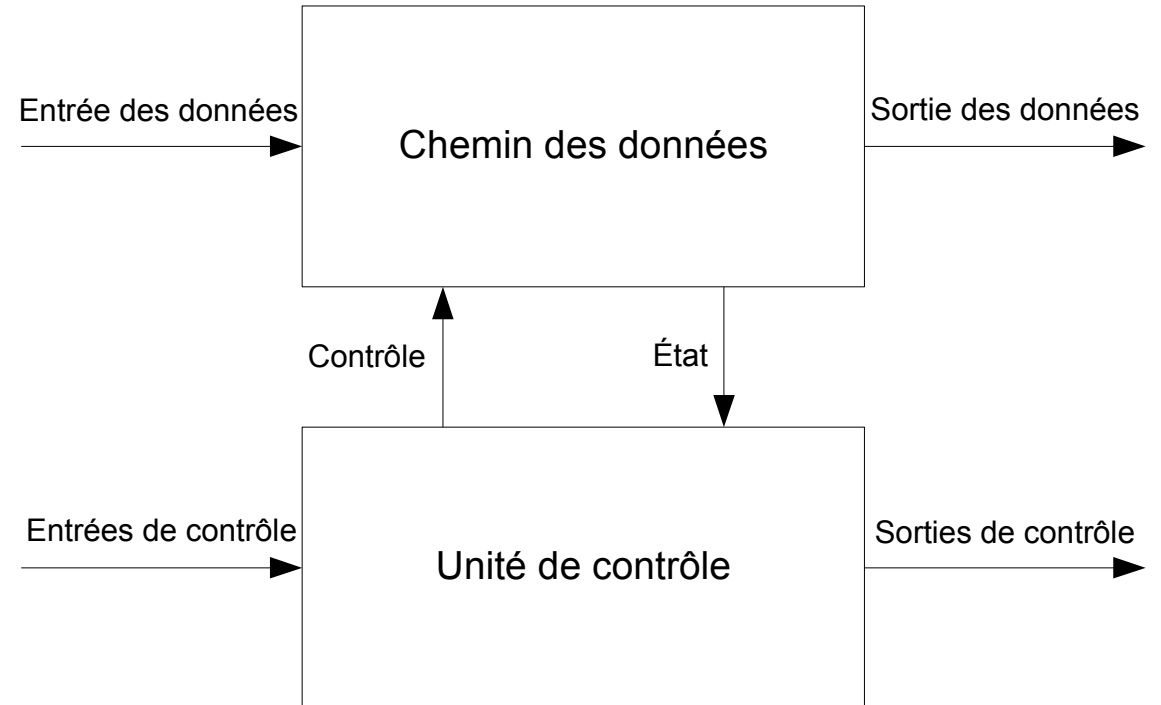 Entrée des données
Chemin des données
Sortie des données
Contrôle
État
Entrées de contrôle
Unité de contrôle
Sorties de contrôle